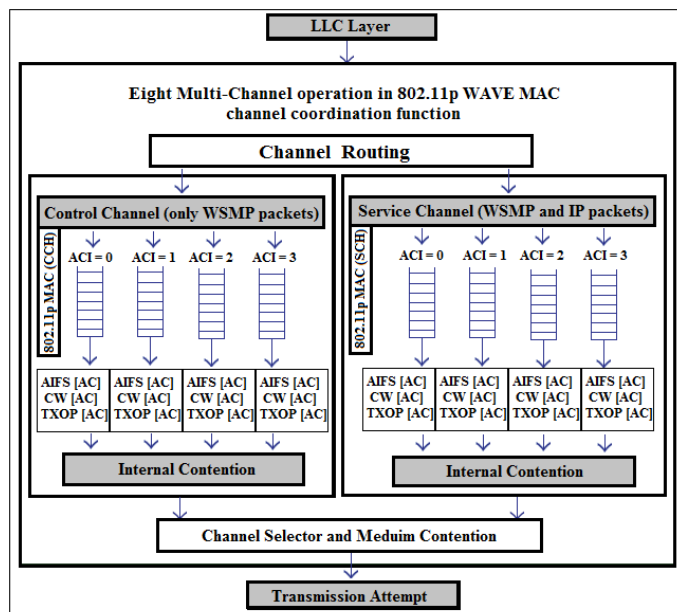 LLC Layer
Eight Multi-Channel operation in 802.11p WAVE MAC
channel coordination function
Channel Routing
Control Channel (only WSMP packets)
802.11p MAC (CCH)
ACI = 0 ACI = 1 ACI = 2 ACI = 3
AIFS [AC] AIFS [AC] AIFS [AC] AIFS [AC]
CW [AC] CW [AC] CW [AC] CW [AC]
TXOP [AC] TXOP [AC] TXOP [AC] TXOP [AC]
Internal Contention
Service Channel (WSMP and IP packets)
802.11p MAC (SCH)
ACI = 0 ACI = 1 ACI = 2 ACI = 3
AIFS [AC] AIFS [AC] AIFS [AC] AIFS [AC]
CW [AC] CW [AC] CW [AC] CW [AC]
TXOP [AC] TXOP [AC] TXOP [AC] TXOP [AC]
Internal Contention
Channel Selector and Meduim Contention
Transmission Attempt